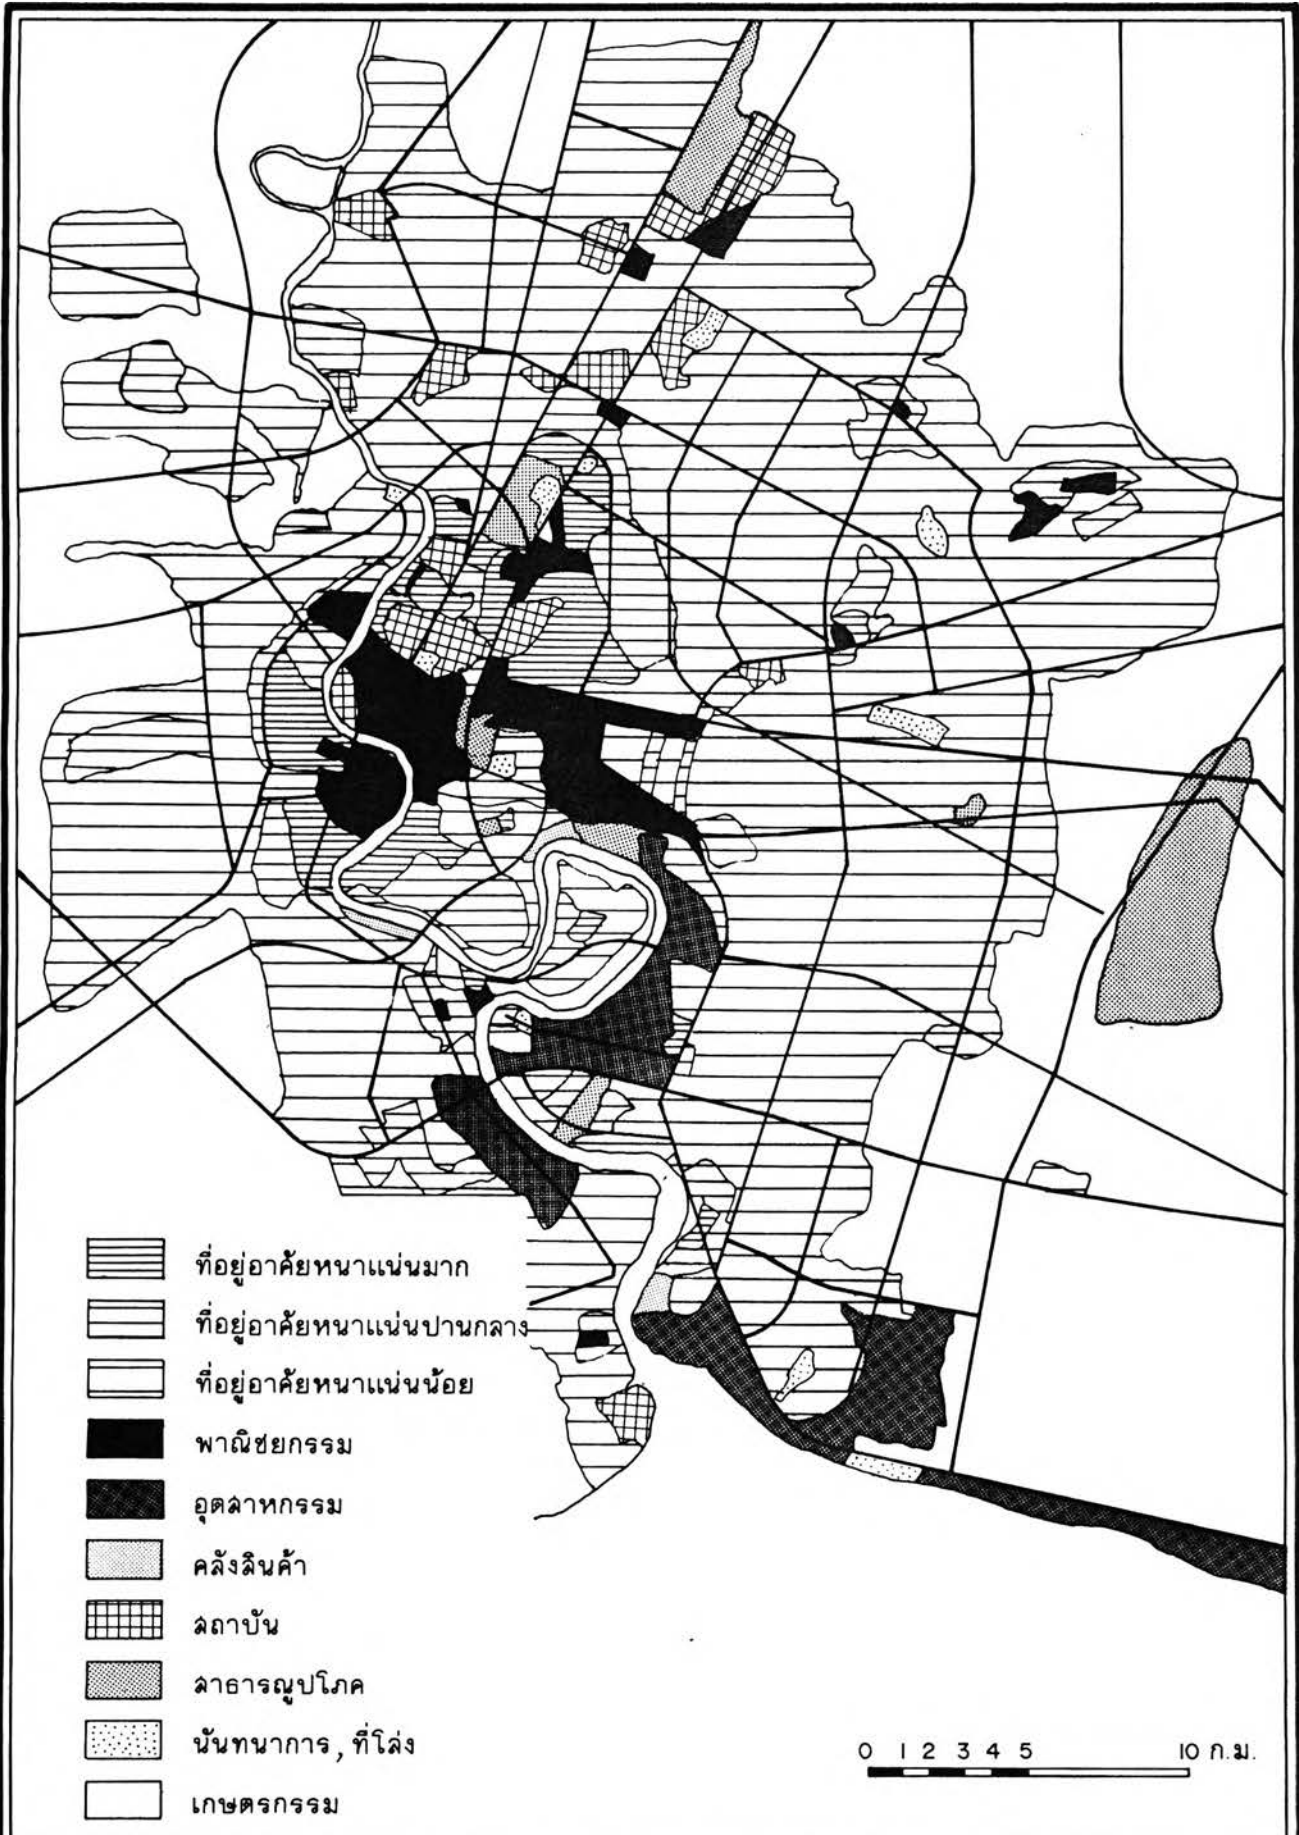 ที่อยู่อาศัยหนาแน่นมาก
ที่อยู่อาศัยหนาแน่นปานกลาง
ที่อยู่อาศัยหนาแน่นน้อย
พาณิชยกรรม
อุตสาหกรรม
คลังสินค้า
สถาบัน
สาธารณูปโภค
นันทนาการ, ที่โล่ง
เกษตรกรรม
0 1 2 3 4 5 10 ก.ม.